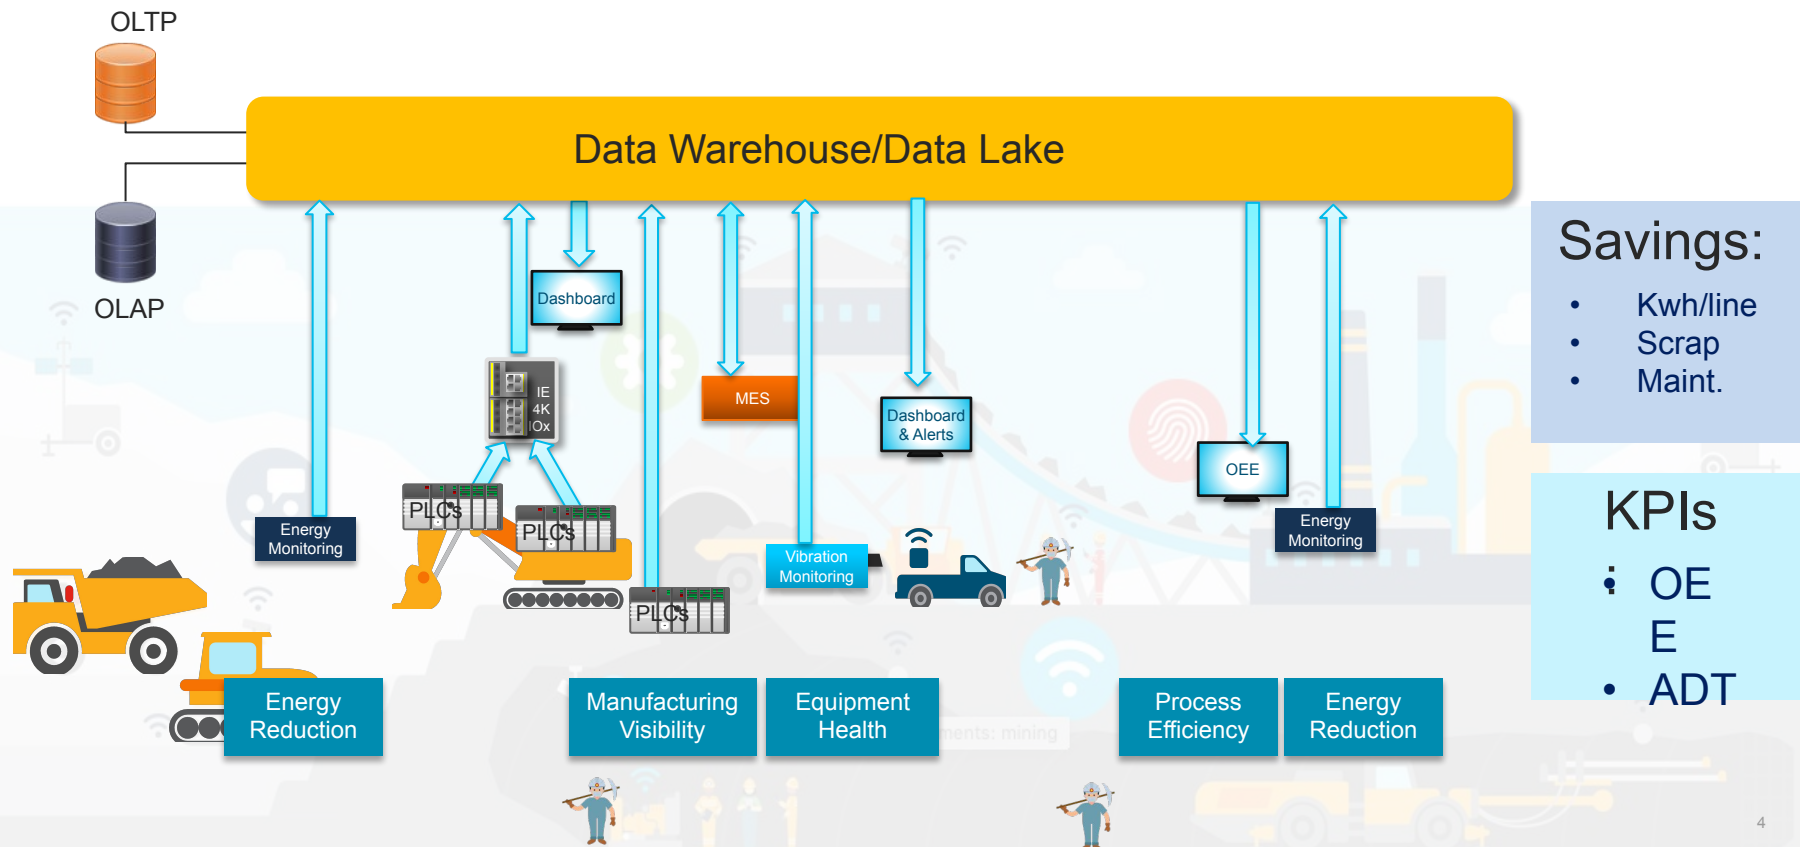 OLTP
Data Warehouse/Data Lake
OLAP
Savings:
• Kwh/line
• Scrap
• Maint.
Dashboard
IE
4K
IOx
MES
Dashboard
& Alerts
OEE
KPIs
:
• OE
E
• ADT
PLCs
PLCs
Energy
Monitoring
Energy
Monitoring
Vibration
Monitoring
PLCs
Energy
Reduction
Manufacturing
Visibility
Equipment
Health
Process
Efficiency
Energy
Reduction
ments: mining
4